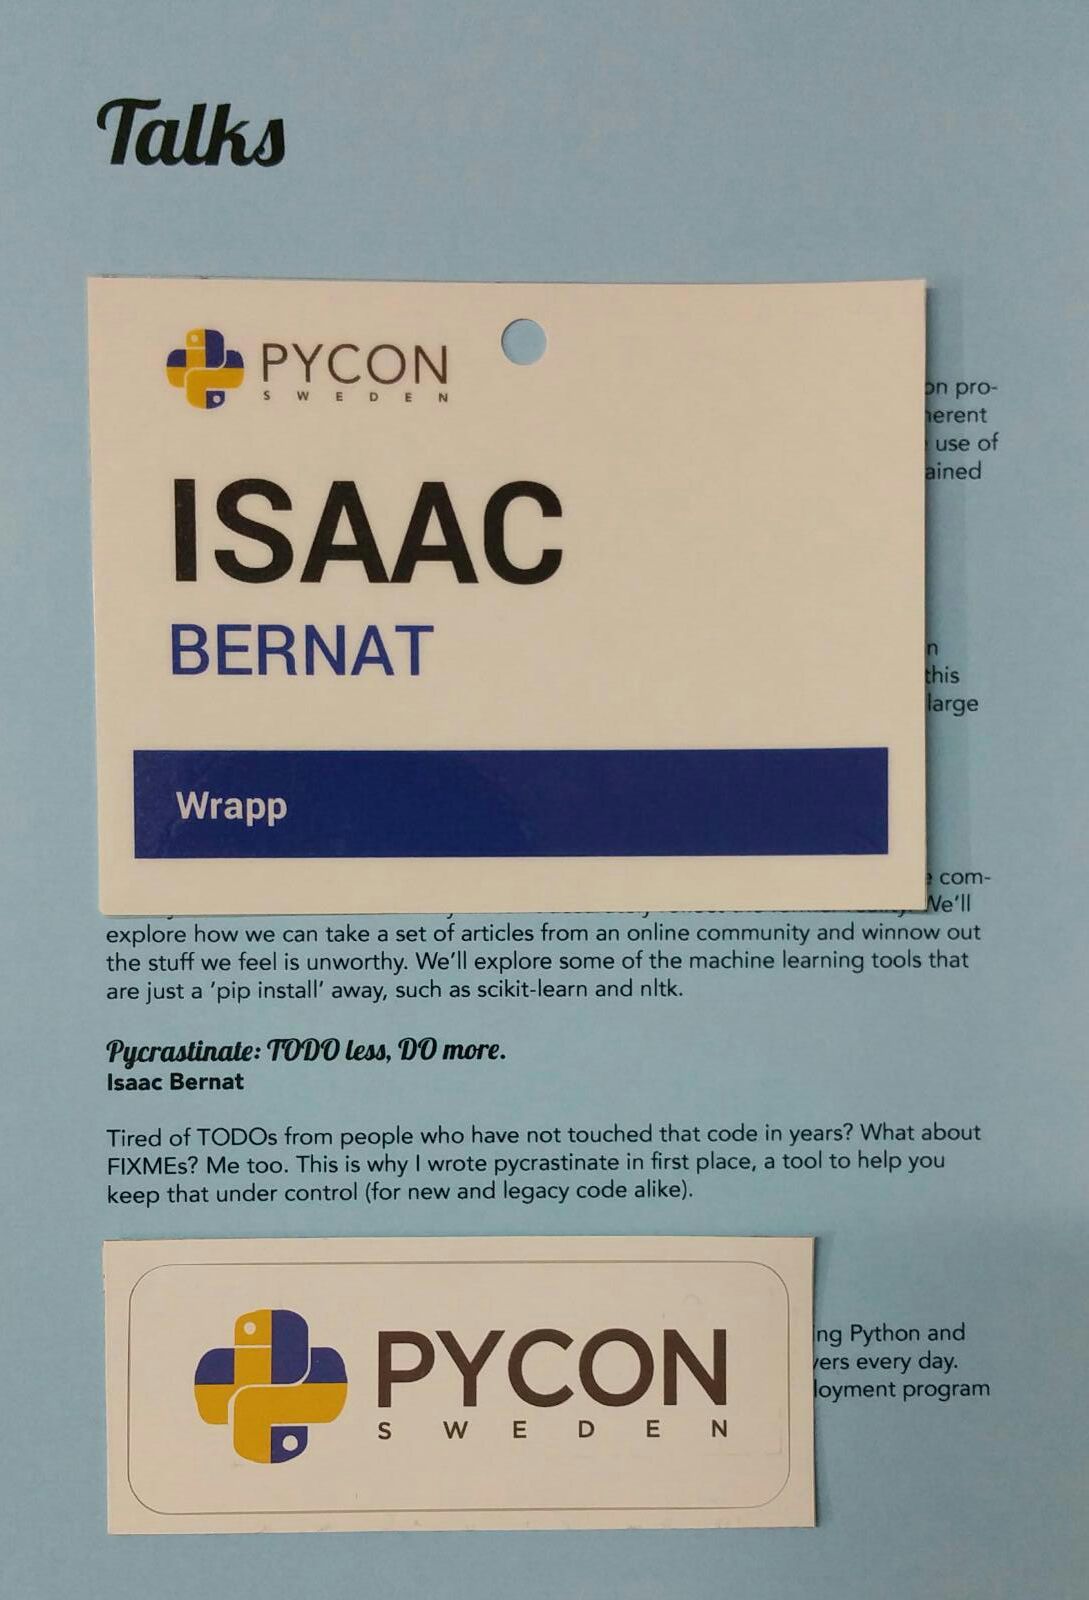 Talks
PYCON
SWEDEN
ISAAC
BERNAT
Wrapp
pro-
use of
this
large
com-
We'll
explore how we can take a set of articles from an online community and winnow out
the stuff we feel is unworthy. We'll explore some of the machine learning tools that
are just a 'pip install' away, such as scikit-learn and nltk.
Pycrastinate: TODO less, DO more.
Isaac Bernat
Tired of TODOs from people who have not touched that code in years? What about
FIXMEs? Me too. This is why I wrote pycrastinate in first place, a tool to help you
keep that under control (for new and legacy code alike).
PYCON
SWEDEN
ng Python and
ers every day.
loyment program